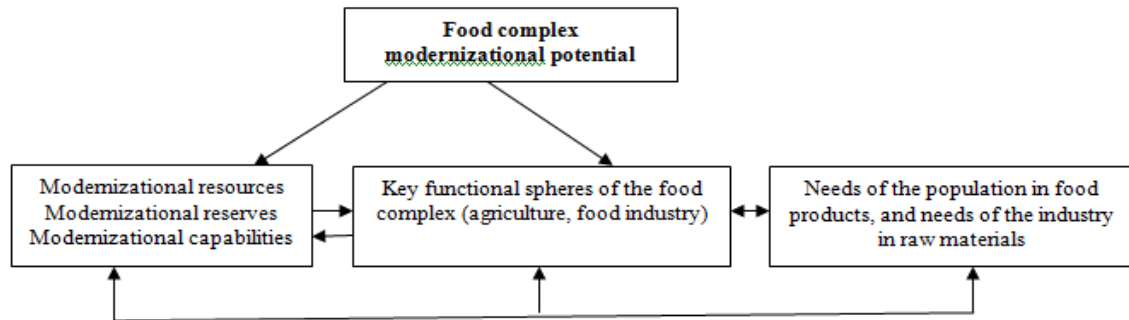 Food complex
modernizational potential
Modernizational resources
Modernizational reserves
Modernizational capabilities
Key functional spheres of the food
complex (agriculture, food industry)
Needs of the population in food
products, and needs of the industry
in raw materials